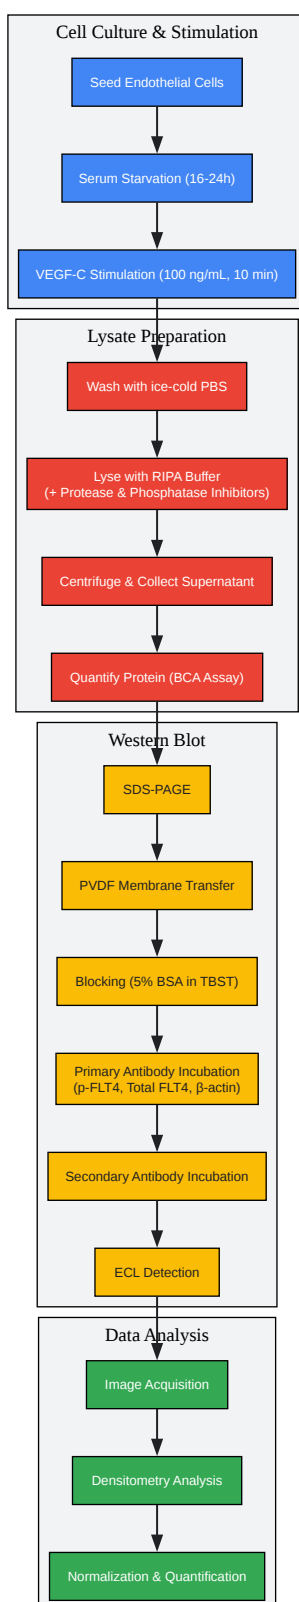 Cell Culture & Stimulation
Seed Endothelial Cells
Serum Starvation (16-24h)
VEGF-C Stimulation (100 ng/mL, 10 min)
Lysate Preparation
Wash with ice-cold PBS
Lyse with RIPA Buffer
(+ Protease & Phosphatase Inhibitors)
Centrifuge & Collect Supernatant
Quantify Protein (BCA Assay)
Western Blot
SDS-PAGE
PVDF Membrane Transfer
Blocking (5% BSA in TBST)
Primary Antibody Incubation
(p-FLT4, Total FLT4, β-actin)
Secondary Antibody Incubation
ECL Detection
Data Analysis
Image Acquisition
Densitometry Analysis
Normalization & Quantification